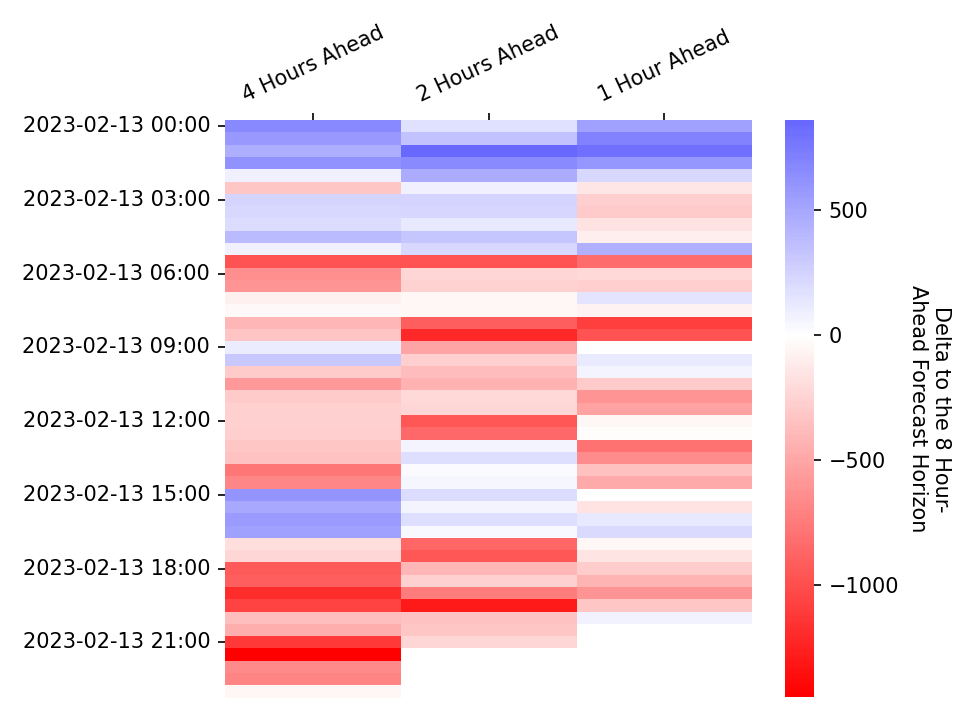 4 Hours Ahead
2 Hours Ahead
1 Hour Ahead
2023-02-13 00:00
2023-02-13 03:00
2023-02-13 06:00
2023-02-13 09:00
2023-02-13 12:00
2023-02-13 15:00
2023-02-13 18:00
2023-02-13 21:00
500
0
−500
−1000
Delta to the 8 Hour-
Ahead Forecast Horizon